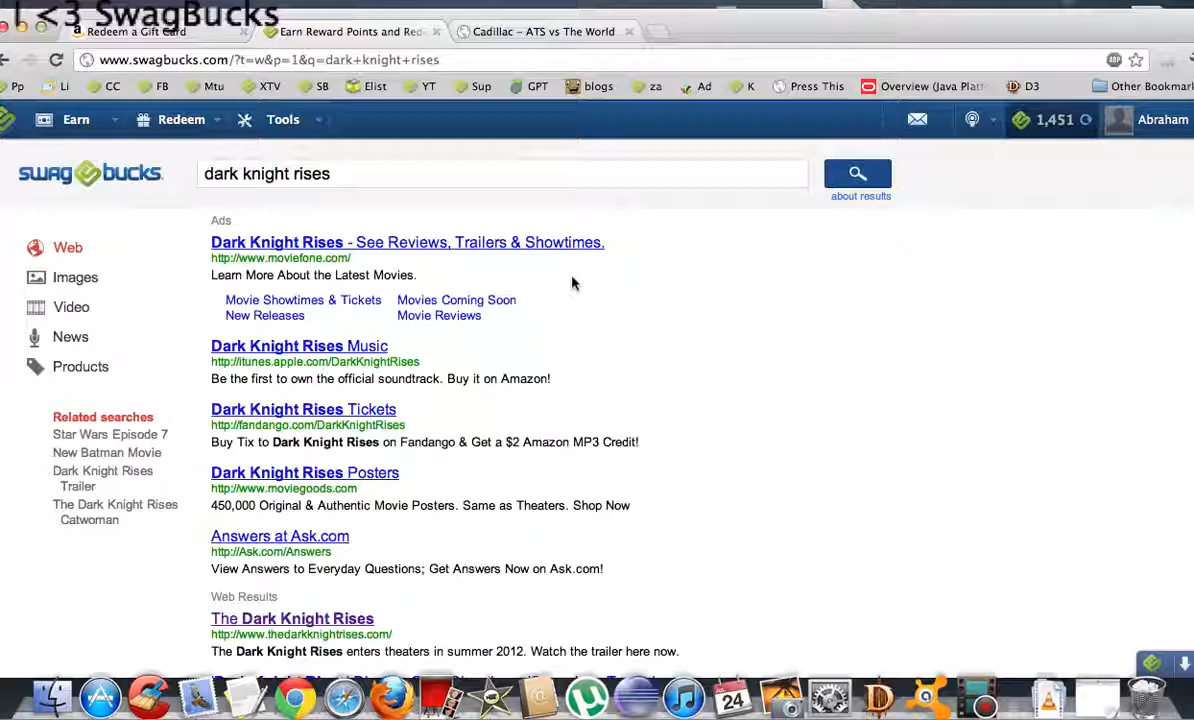 I <3 SwagBucks
Redeem a Gift Card
Earn Reward Points and Red
Cadillac – ATS vs The World
www.swagbucks.com/?t=w&p=1&q=dark+knight+rises
ABP
Pp Li CC FB Mtu XTV SB Elist YT Sup GPT blogs za Ad K Press This Overview (Java Platf D3 Other Bookmark
Earn Redeem Tools 1,451 Abraham
swagbucks dark knight rises
about results
Ads
Dark Knight Rises - See Reviews, Trailers & Showtimes.
http://www.moviefone.com/
Learn More About the Latest Movies.
Movie Showtimes & Tickets Movies Coming Soon
New Releases Movie Reviews
Dark Knight Rises Music
http://itunes.apple.com/DarkKnightRises
Be the first to own the official soundtrack. Buy it on Amazon!
Dark Knight Rises Tickets
http://fandango.com/DarkKnightRises
Buy Tix to Dark Knight Rises on Fandango & Get a $2 Amazon MP3 Credit!
Dark Knight Rises Posters
http://www.moviegoods.com
450,000 Original & Authentic Movie Posters. Same as Theaters. Shop Now
Answers at Ask.com
http://Ask.com/Answers
View Answers to Everyday Questions; Get Answers Now on Ask.com!
Web Results
The Dark Knight Rises
http://www.thedarkknightrises.com/
The Dark Knight Rises enters theaters in summer 2012. Watch the trailer here now.
Web
Images
Video
News
Products
Related searches
Star Wars Episode 7
New Batman Movie
Dark Knight Rises
Trailer
The Dark Knight Rises
Catwoman
24